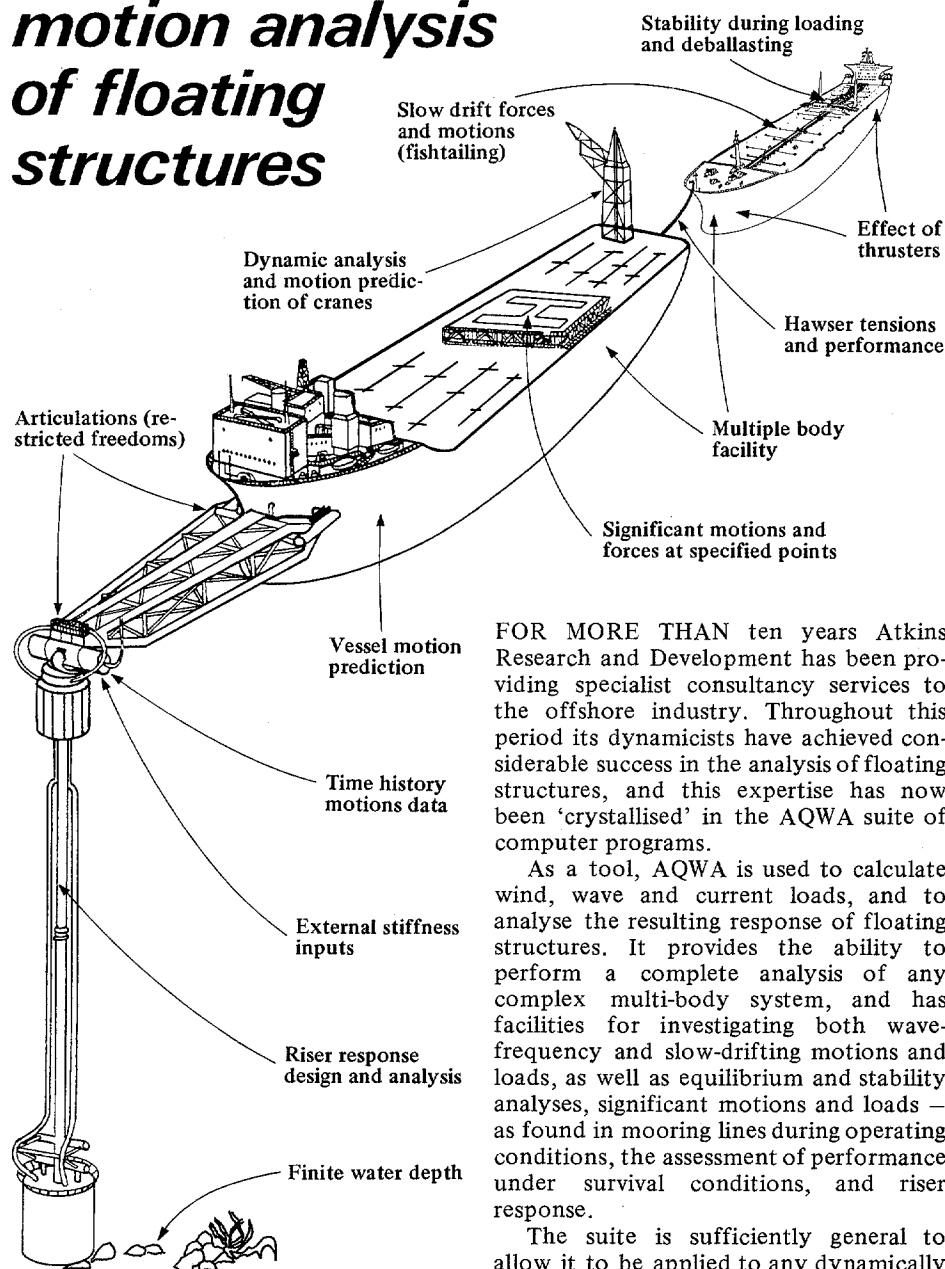 motion analysis
of floating
structures
Stability during loading
and deballasting
Slow drift forces
and motions
(fishtailing)
Effect of
thrusters
Dynamic analysis
and motion predic-
tion of cranes
Hawser tensions
and performance
Articulations (re-
stricted freedoms)
Multiple body
facility
Significant motions and
forces at specified points
Vessel motion
prediction
Time history
motions data
External stiffness
inputs
Riser response
design and analysis
Finite water depth
FOR MORE THAN ten years Atkins
Research and Development has been pro-
viding specialist consultancy services to
the offshore industry. Throughout this
period its dynamicists have achieved con-
siderable success in the analysis of floating
structures, and this expertise has now
been ‘crystallised’ in the AQWA suite of
computer programs.
As a tool, AQWA is used to calculate
wind, wave and current loads, and to
analyse the resulting response of floating
structures. It provides the ability to
perform a complete analysis of any
complex multi-body system, and has
facilities for investigating both wave-
frequency and slow-drifting motions and
loads, as well as equilibrium and stability
analyses, significant motions and loads –
as found in mooring lines during operating
conditions, the assessment of performance
under survival conditions, and riser
response.
The suite is sufficiently general to
allow it to be applied to any dynamically